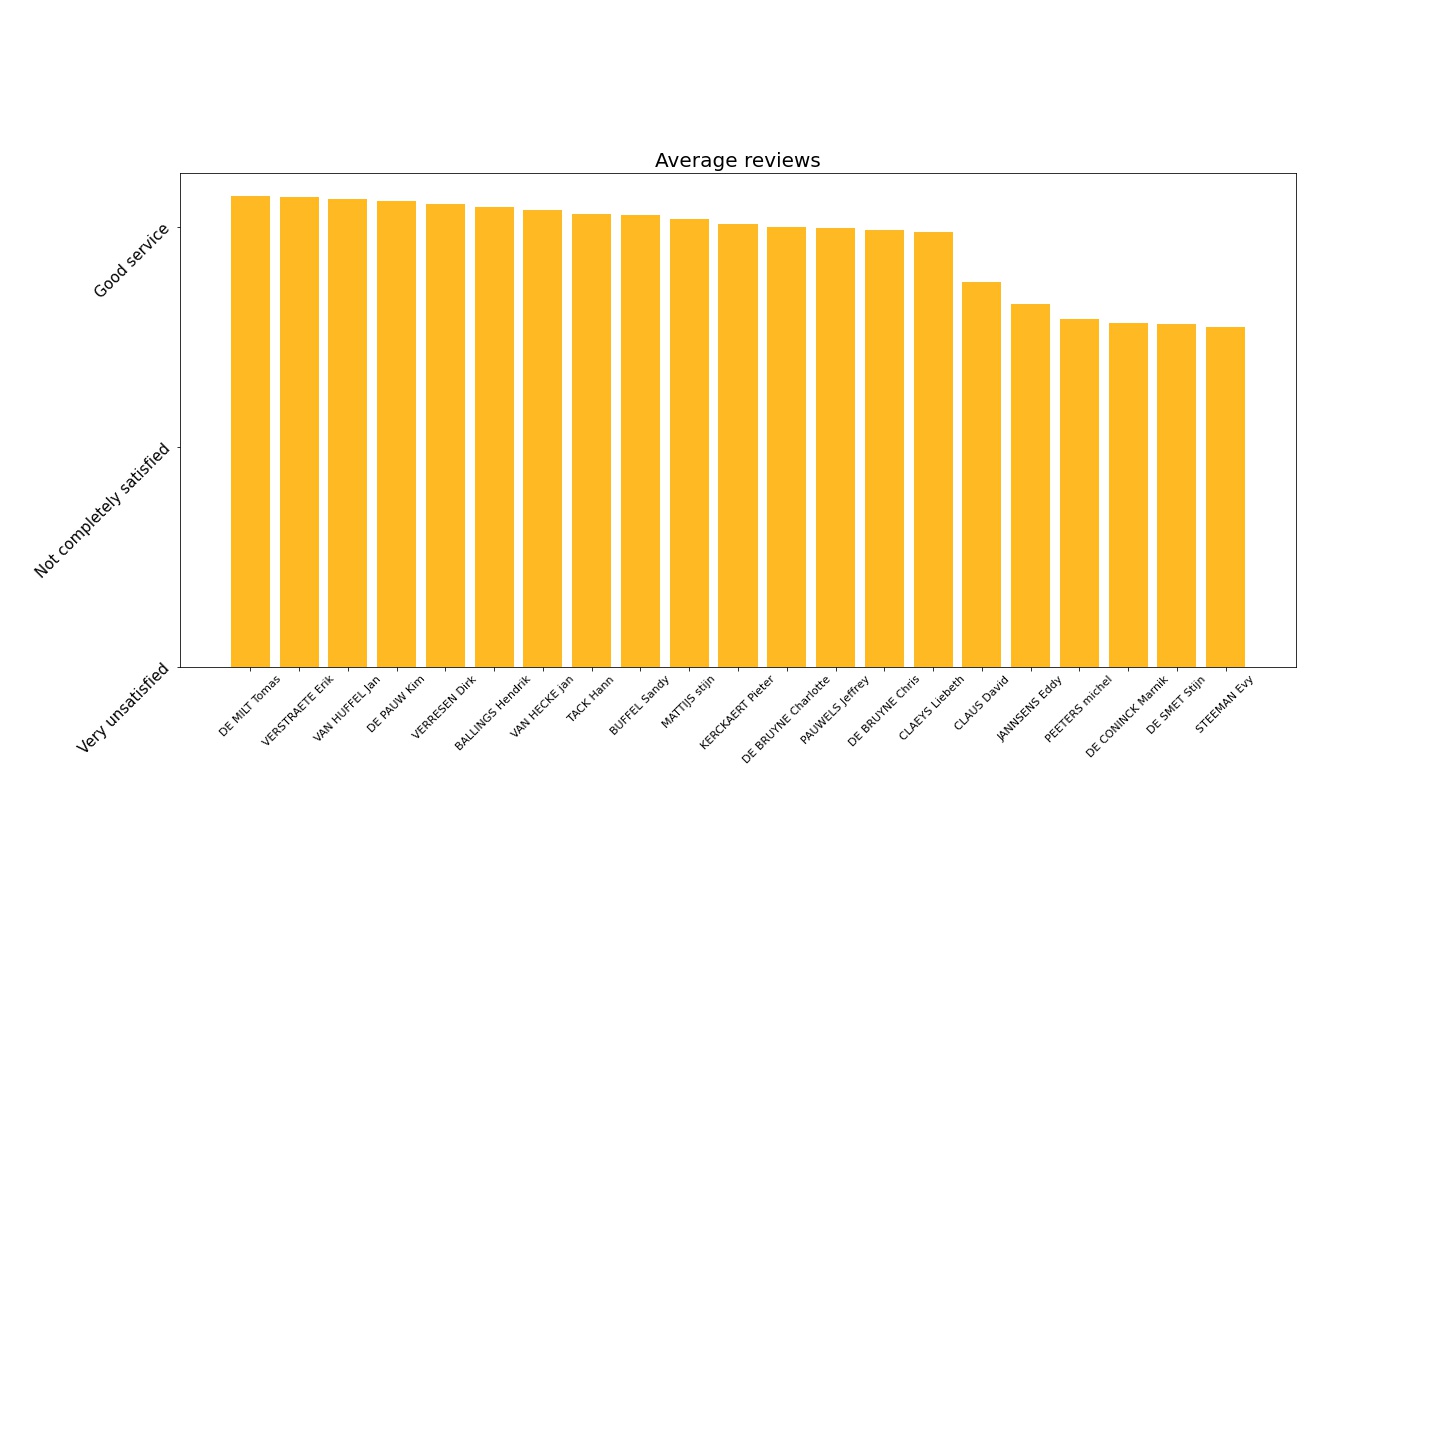 Average reviews
Good service
Not completely satisfied
Very unsatisfied
DE MILT Tomas
VERSTRAETE Erik
VAN HUFFEL Jan
DE PAUW Kim
VERRESEN Dirk
BALLINGS Hendrik
VAN HECKE jan
TACK Hann
BUFFEL Sandy
MATTIJS stijn
KERCKAERT Pieter
DE BRUYNE Charlotte
PAUWELS Jeffrey
DE BRUYNE Chris
CLAEYS Liebeth
CLAUS David
JANNSENS Eddy
PEETERS michel
DE CONINCK Marnik
DE SMET Stijn
STEEMAN Evy